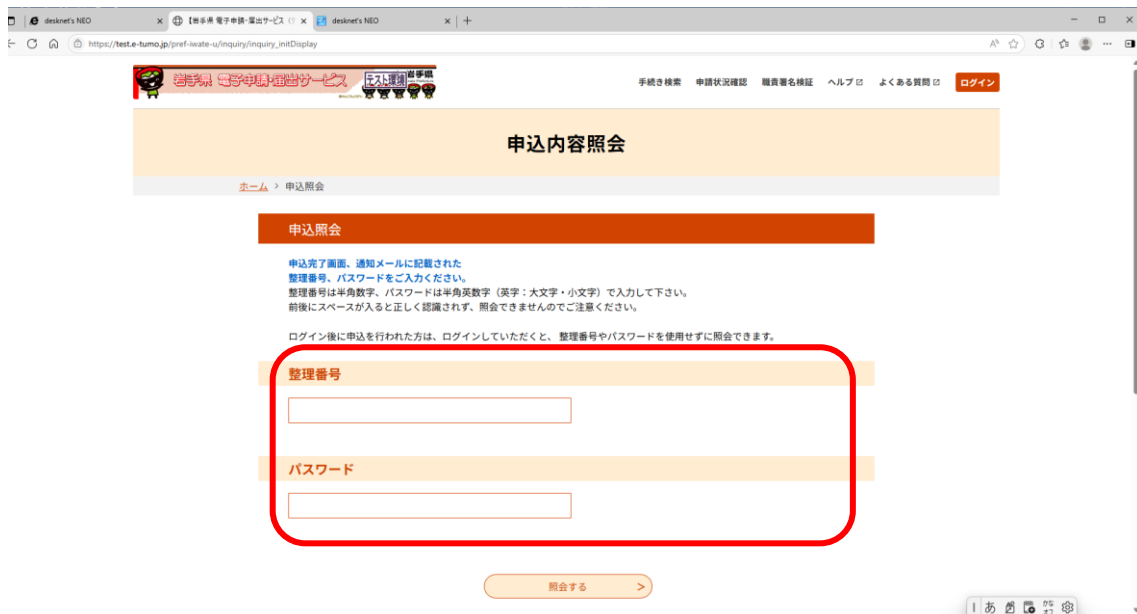 desknet's NEO
【岩手県 電子申請・届出サービス（テ
desknet's NEO
https://test.e-tumo.jp/pref-iwate-u/inquiry/inquiry_initDisplay
岩手県 電子申請・届出サービス
テスト環境
岩手県
手続き検索
申請状況確認
職責署名検証
ヘルプ
よくある質問
ログイン
申込内容照会
ホーム > 申込照会
申込照会
申込完了画面、通知メールに記載された
整理番号、パスワードをご入力ください。
整理番号は半角数字、パスワードは半角英数字（英字：大文字・小文字）で入力して下さい。
前後にスペースが入ると正しく認識されず、照会できませんのでご注意ください。
ログイン後に申込を行われた方は、ログインしていただくと、 整理番号やパスワードを使用せずに照会できます。
整理番号
パスワード
照会する >
あ